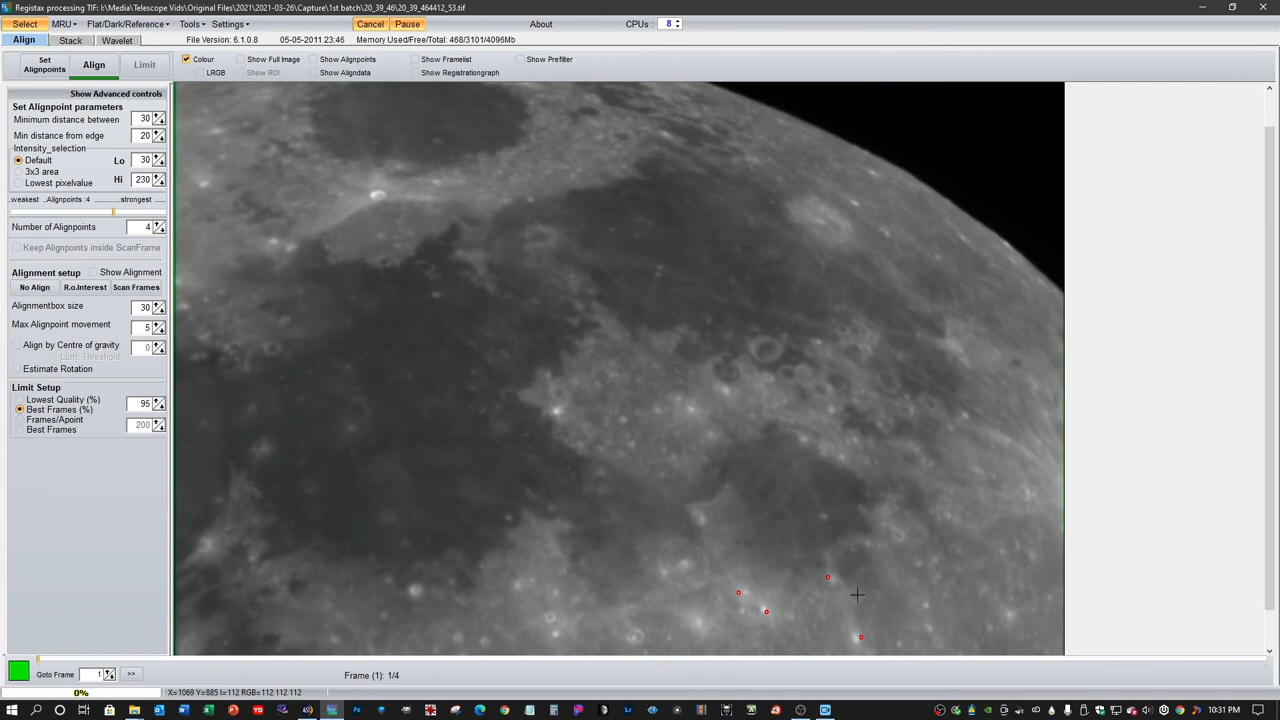 Registax processing TIF: I:\Media\Telescope Vids\Original Files\2021\2021-03-26\Capture\1st batch\20_39_46\20_39_464412_53.tif
Select MRU Flat/Dark/Reference Tools Settings Cancel Pause About CPUs: 8
Align Stack Wavelet File Version: 6.1.0.8 05-05-2011 23:46 Memory Used/Free/Total: 468/3101/4096Mb
Set Alignpoints Align Limit
Colour Show Full Image Show Alignpoints Show Framelist Show Prefilter
LRGB Show ROI Show Aligndata Show Registrationgraph
Show Advanced controls
Set Alignpoint parameters
Minimum distance between 30
Min distance from edge 20
Intensity_selection
Default Lo 30
3x3 area
Hi 230
Lowest pixelvalue
..weakest ..Alignpoints :4 ........strongest
Number of Alignpoints 4
Keep Alignpoints inside ScanFrame
Alignment setup Show Alignment
No Align R.o.Interest Scan Frames
Alignmentbox size 30
Max Alignpoint movement 5
Align by Centre of gravity 0
Lum. Threshold
Estimate Rotation
Limit Setup
Lowest Quality (%)
Best Frames (%) 95
Frames/Apoint
Best Frames 200
Goto Frame 1 >> Frame (1): 1/4
0% X=1069 Y=885 I=112 RGB=112 112 112
10:31 PM